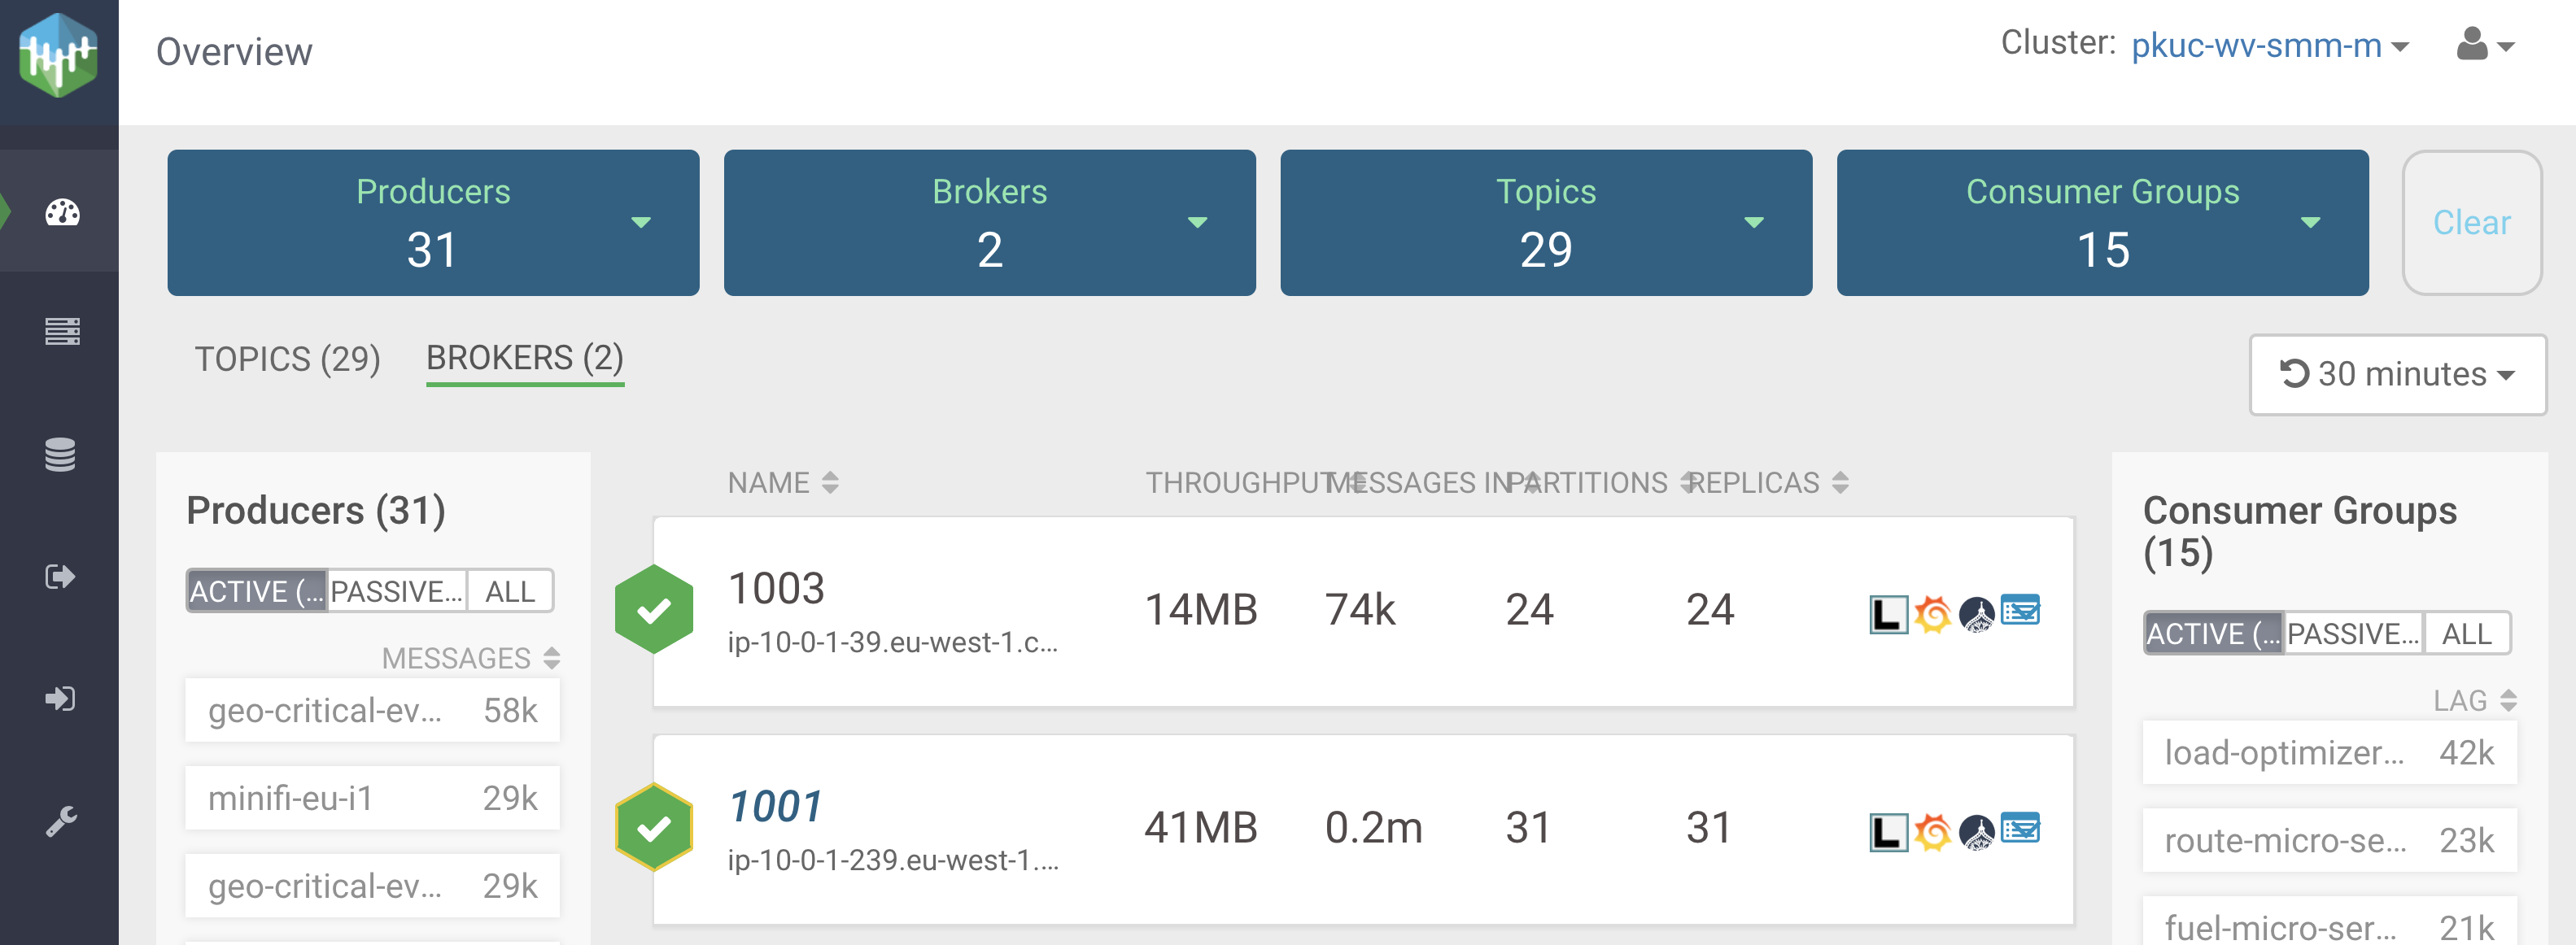 Overview
Cluster: pkuc-wv-smm-m
Producers
31
Brokers
2
Topics
29
Consumer Groups
15
Clear
TOPICS (29) BROKERS (2)
30 minutes
Producers (31)
ACTIVE (... PASSIVE... ALL
MESSAGES
geo-critical-ev... 58k
minifi-eu-i1 29k
geo-critical-ev... 29k
NAME THROUGHPUT MESSAGES IN PARTITIONS REPLICAS
1003 14MB 74k 24 24
ip-10-0-1-39.eu-west-1.c...
1001 41MB 0.2m 31 31
ip-10-0-1-239.eu-west-1....
L
L
Consumer Groups
(15)
ACTIVE (... PASSIVE... ALL
LAG
load-optimizer... 42k
route-micro-se... 23k
fuel-micro-ser... 21k